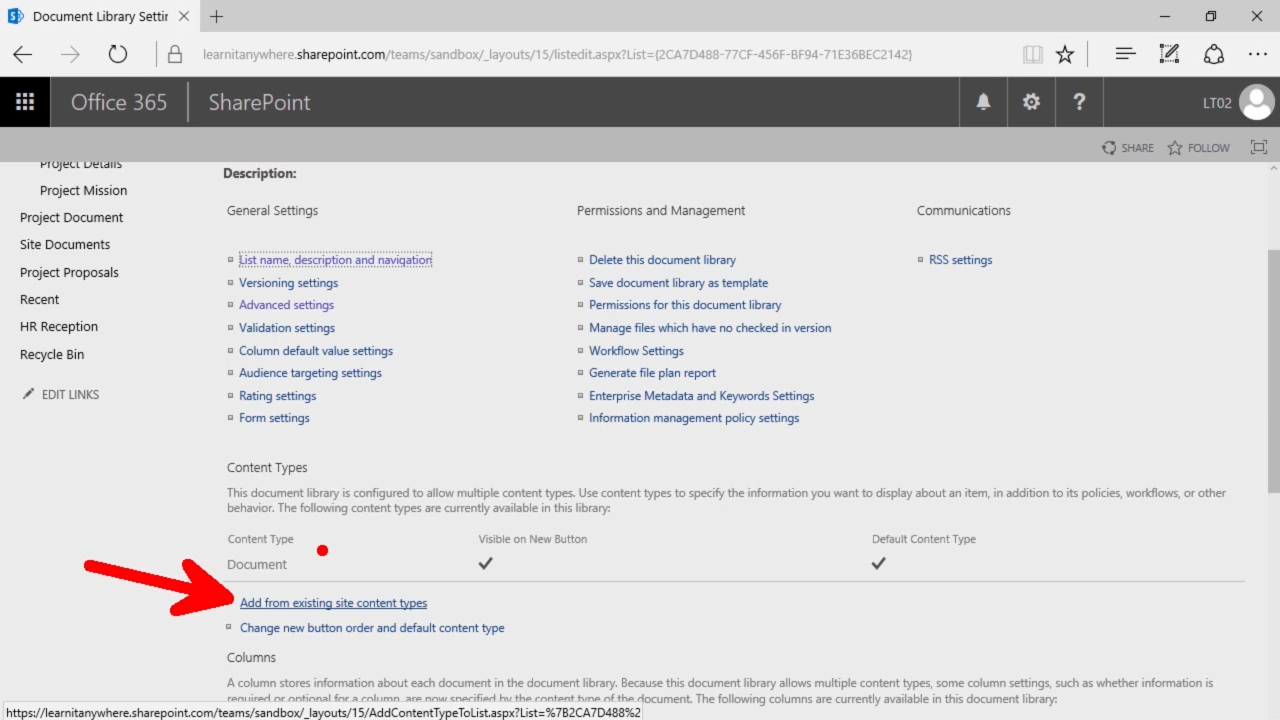 Document Library Settir
learnitanywhere.sharepoint.com/teams/sandbox/_layouts/15/listedit.aspx?List={2CA7D488-77CF-456F-BF94-71E36BEC2142}
Office 365 SharePoint ? LT02
SHARE FOLLOW
Project Details
Project Mission
Project Document
Site Documents
Project Proposals
Recent
HR Reception
Recycle Bin
EDIT LINKS
Description:
General Settings Permissions and Management Communications
List name, description and navigation Delete this document library RSS settings
Versioning settings Save document library as template
Advanced settings Permissions for this document library
Validation settings Manage files which have no checked in version
Column default value settings Workflow Settings
Audience targeting settings Generate file plan report
Rating settings Enterprise Metadata and Keywords Settings
Form settings Information management policy settings
Content Types
This document library is configured to allow multiple content types. Use content types to specify the information you want to display about an item, in addition to its policies, workflows, or other
behavior. The following content types are currently available in this library:
Content Type Visible on New Button Default Content Type
Document
Add from existing site content types
Change new button order and default content type
Columns
A column stores information about each document in the document library. Because this document library allows multiple content types, some column settings, such as whether information is
required or optional for a column, are now specified by the content type of the document. The following columns are currently available in this document library:
https://learnitanywhere.sharepoint.com/teams/sandbox/_layouts/15/AddContentTypeToList.aspx?List=%7B2CA7D488%2